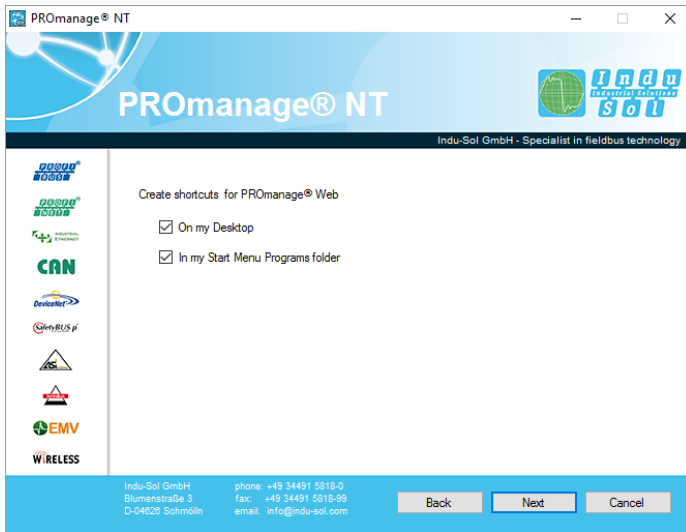 PROmanage® NT
PROmanage® NT
Indu
Industrial Solutions
Sol
Indu-Sol GmbH - Specialist in fieldbus technology
PROFI®
BUS
PROFI®
NET
INDUSTRIAL
ETHERNET
CAN
DeviceNet
SafetyBUS p
ASi
EMV
WiRELESS
Create shortcuts for PROmanage® Web
On my Desktop
In my Start Menu Programs folder
Indu-Sol GmbH phone: +49 34491 5818-0
Blumenstraße 3 fax: +49 34491 5818-99
D-04626 Schmölln email: info@indu-sol.com
Back Next Cancel